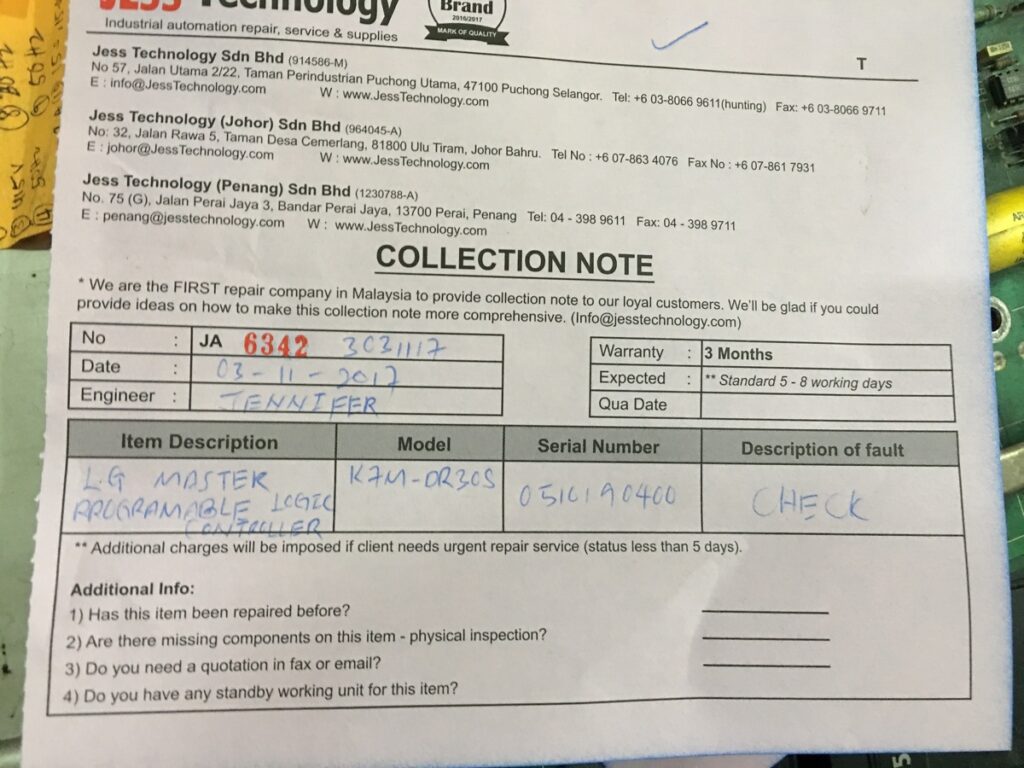 JESS Technology
Industrial automation repair, service & supplies
Brand
2016/2017
MARK OF QUALITY
T
Jess Technology Sdn Bhd (914586-M)
No 57, Jalan Utama 2/22, Taman Perindustrian Puchong Utama, 47100 Puchong Selangor. Tel: +6 03-8066 9611(hunting) Fax: +6 03-8066 9711
E : info@JessTechnology.com W : www.JessTechnology.com
Jess Technology (Johor) Sdn Bhd (964045-A)
No: 32, Jalan Rawa 5, Taman Desa Cemerlang, 81800 Ulu Tiram, Johor Bahru. Tel No : +6 07-863 4076 Fax No : +6 07-861 7931
E : johor@JessTechnology.com W : www.JessTechnology.com
Jess Technology (Penang) Sdn Bhd (1230788-A)
No. 75 (G), Jalan Perai Jaya 3, Bandar Perai Jaya, 13700 Perai, Penang Tel: 04 - 398 9611 Fax: 04 - 398 9711
E : penang@jesstechnology.com W : www.JessTechnology.com
COLLECTION NOTE
* We are the FIRST repair company in Malaysia to provide collection note to our loyal customers. We'll be glad if you could
provide ideas on how to make this collection note more comprehensive. (Info@jesstechnology.com)
No : JA 6342 3031117
Date : 03-11-2017
Engineer : JENNIFER
Warranty : 3 Months
Expected : ** Standard 5 - 8 working days
Qua Date
Item Description Model Serial Number Description of fault
L.G MASTER K7M-DR30S 0510190400 CHECK
PROGRAMABLE LOGIC
CONTROLLER
** Additional charges will be imposed if client needs urgent repair service (status less than 5 days).
Additional Info:
1) Has this item been repaired before?
2) Are there missing components on this item - physical inspection?
3) Do you need a quotation in fax or email?
4) Do you have any standby working unit for this item?